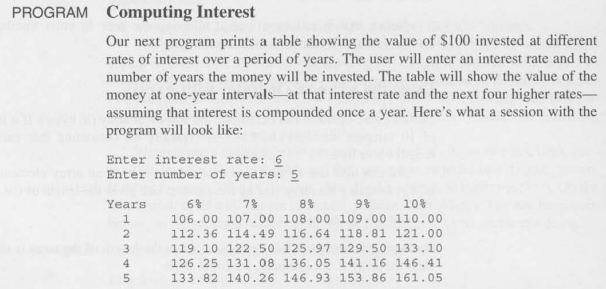 PROGRAM Computing Interest
Our next program prints a table showing the value of $100 invested at different
rates of interest over a period of years. The user will enter an interest rate and the
number of years the money will be invested. The table will show the value of the
money at one-year intervals—at that interest rate and the next four higher rates—
assuming that interest is compounded once a year. Here's what a session with the
program will look like:
Enter interest rate: 6
Enter number of years: 5
Years 6% 7% 8% 9% 10%
1 106.00 107.00 108.00 109.00 110.00
2 112.36 114.49 116.64 118.81 121.00
3 119.10 122.50 125.97 129.50 133.10
4 126.25 131.08 136.05 141.16 146.41
5 133.82 140.26 146.93 153.86 161.05